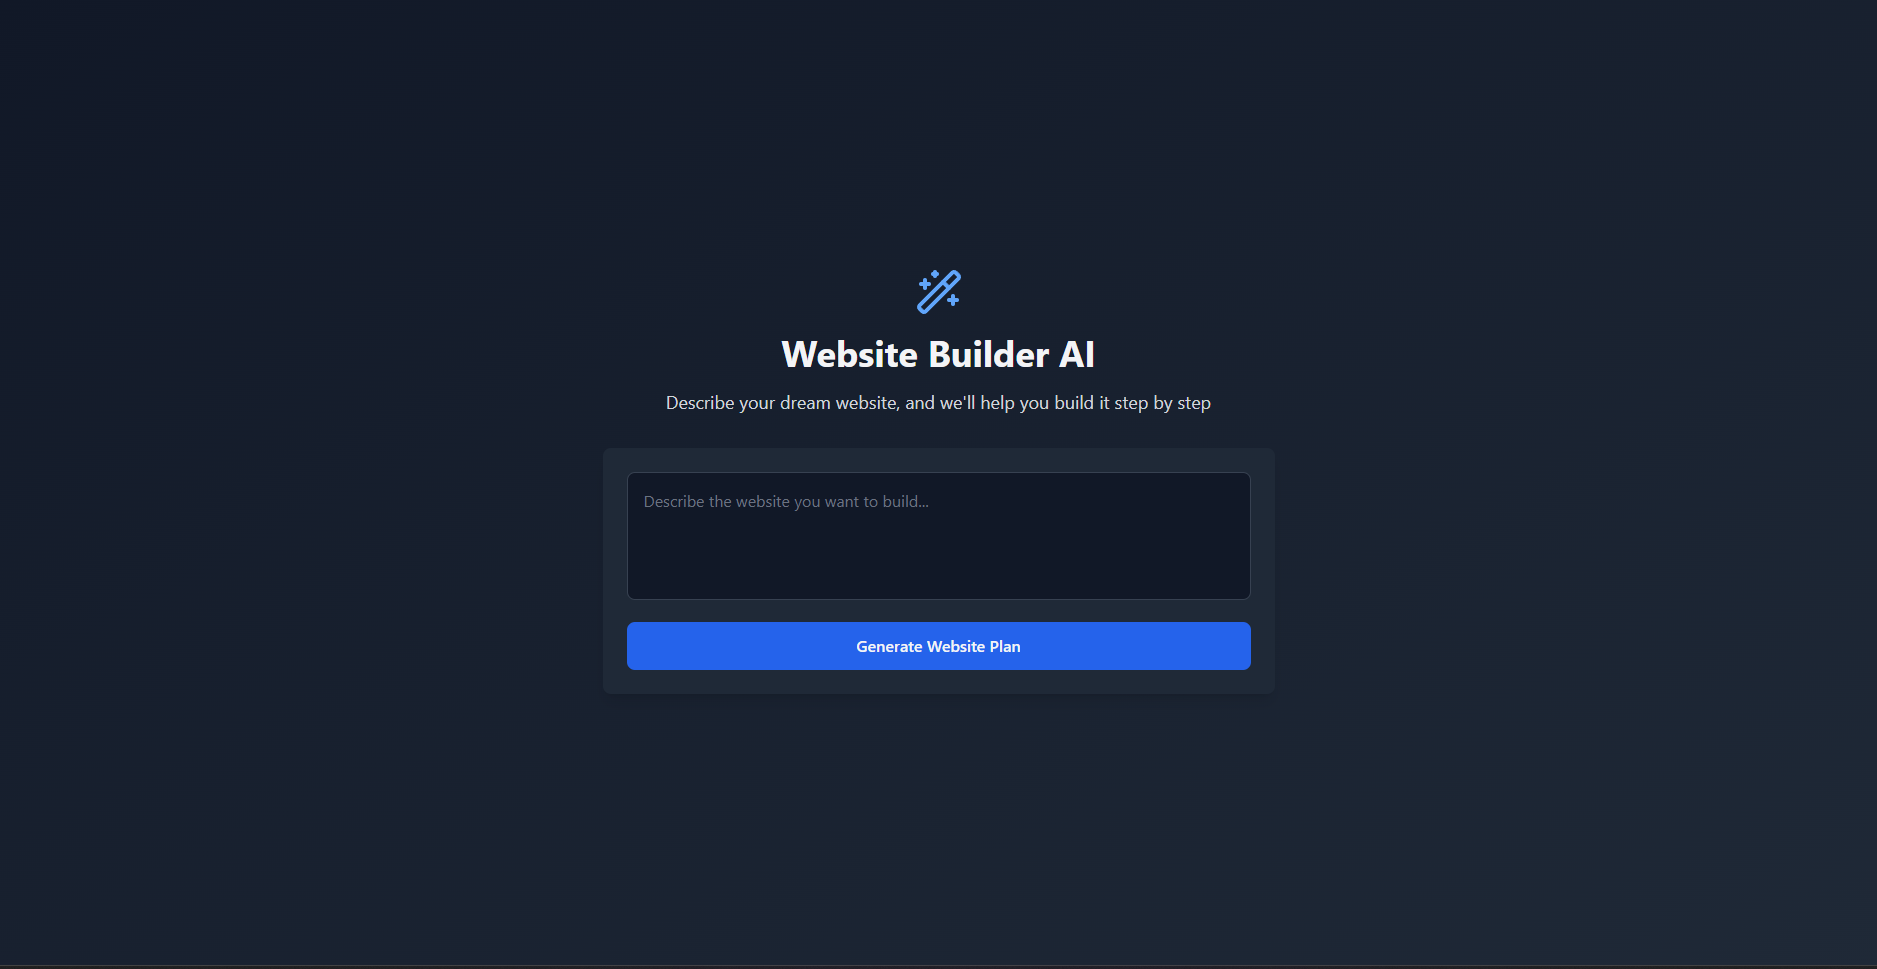 Website Builder AI
Describe your dream website, and we'll help you build it step by step
Describe the website you want to build...
Generate Website Plan